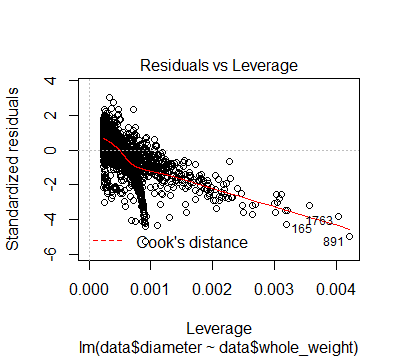 Residuals vs Leverage
Standardized residuals
4
2
0
-2
-4
-6
1763
165
891
Cook's distance
0.000 0.001 0.002 0.003 0.004
Leverage
lm(data$diameter ~ data$whole_weight)